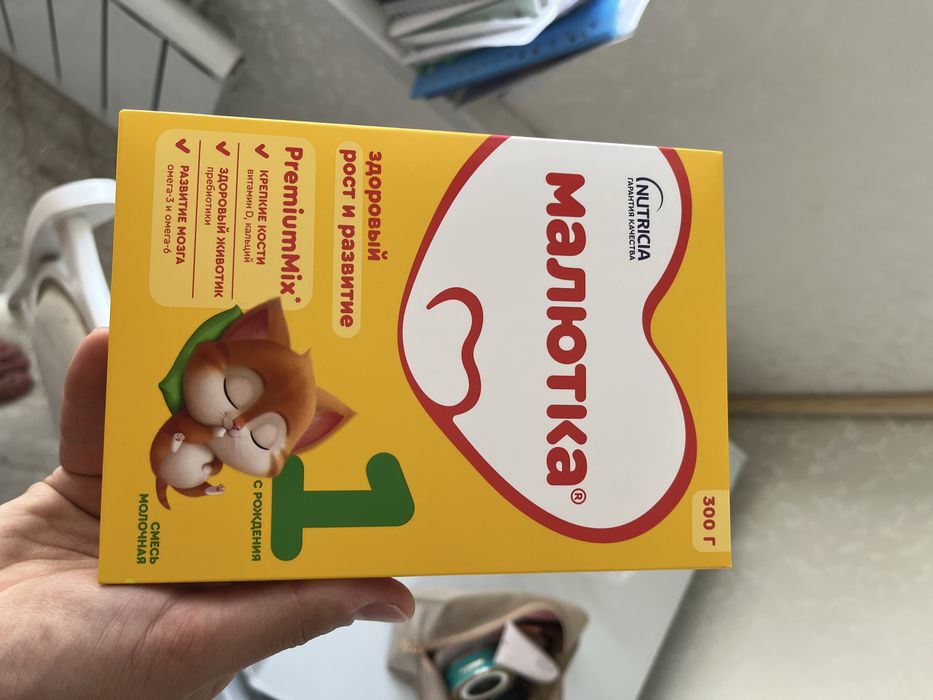 NUTRICIA
ГАРАНТИЯ КАЧЕСТВА
малютка®
300 г
здоровый
рост и развитие
PremiumMix*
✓ КРЕПКИЕ КОСТИ
витамин D, кальций
✓ ЗДОРОВЫЙ ЖИВОТИК
пребиотики
✓ РАЗВИТИЕ МОЗГА
омега-3 и омега-6
1
С РОЖДЕНИЯ
СМЕСЬ
МОЛОЧНАЯ